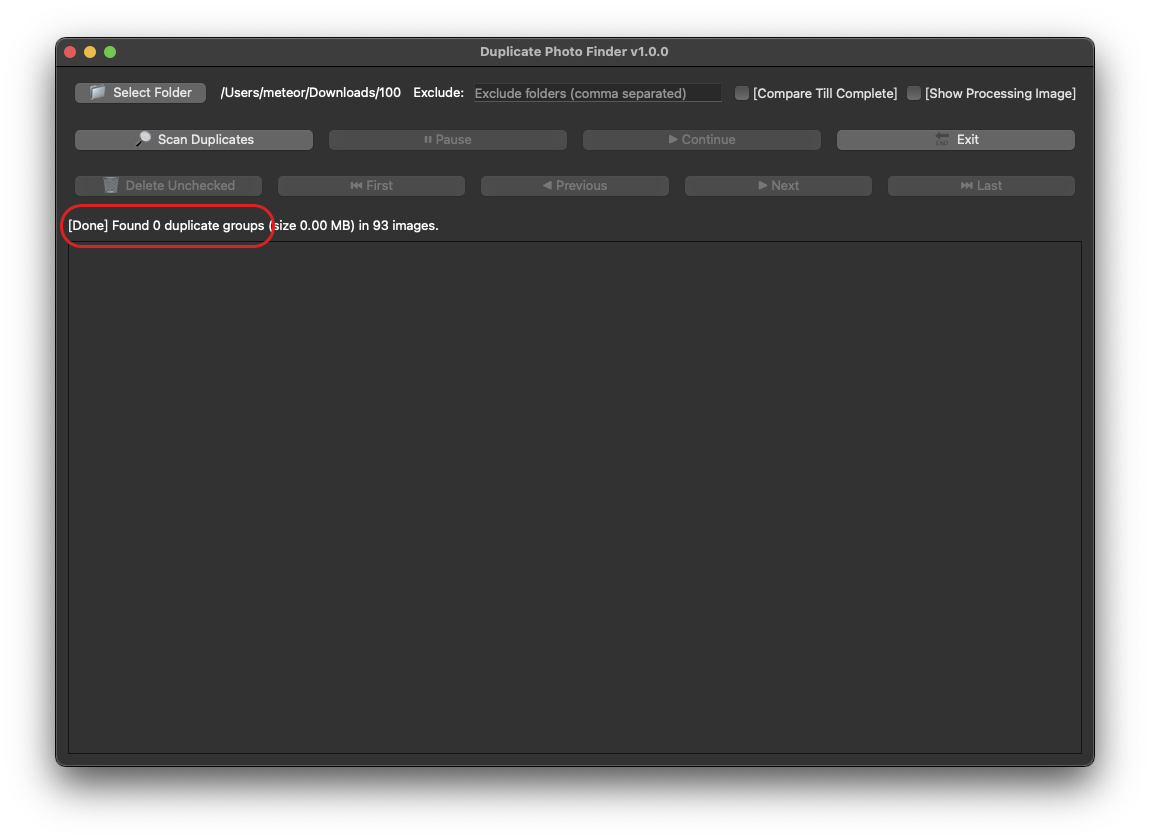 Duplicate Photo Finder v1.0.0
Select Folder /Users/meteor/Downloads/100 Exclude: Exclude folders (comma separated) [Compare Till Complete] [Show Processing Image]
Scan Duplicates Pause Continue Exit
Delete Unchecked First Previous Next Last
[Done] Found 0 duplicate groups (size 0.00 MB) in 93 images.